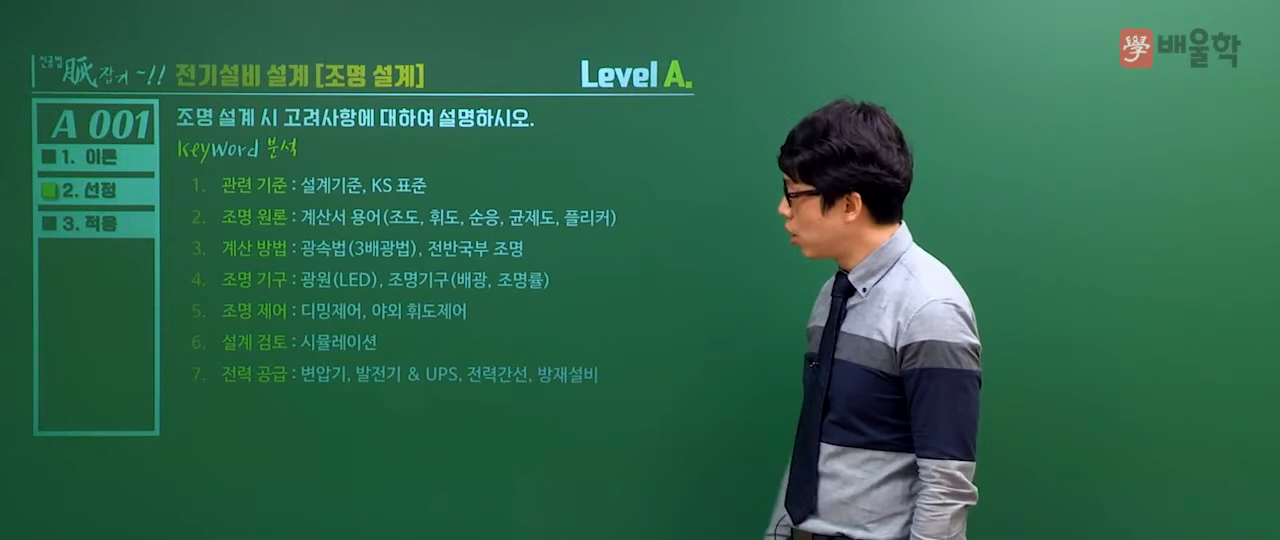 學 배울학
신공법 脈 잡기 ~!! 전기설비 설계 [조명 설계] Level A.
A 001
1. 이론
2. 선정
3. 적용
조명 설계 시 고려사항에 대하여 설명하시오.
keyword 분석
1. 관련 기준 : 설계기준, KS 표준
2. 조명 원론 : 계산서 용어(조도, 휘도, 순응, 균제도, 플리커)
3. 계산 방법 : 광속법(3배광법), 전반국부 조명
4. 조명 기구 : 광원(LED), 조명기구(배광, 조명률)
5. 조명 제어 : 디밍제어, 야외 휘도제어
6. 설계 검토 : 시뮬레이션
7. 전력 공급 : 변압기, 발전기 & UPS, 전력간선, 방재설비